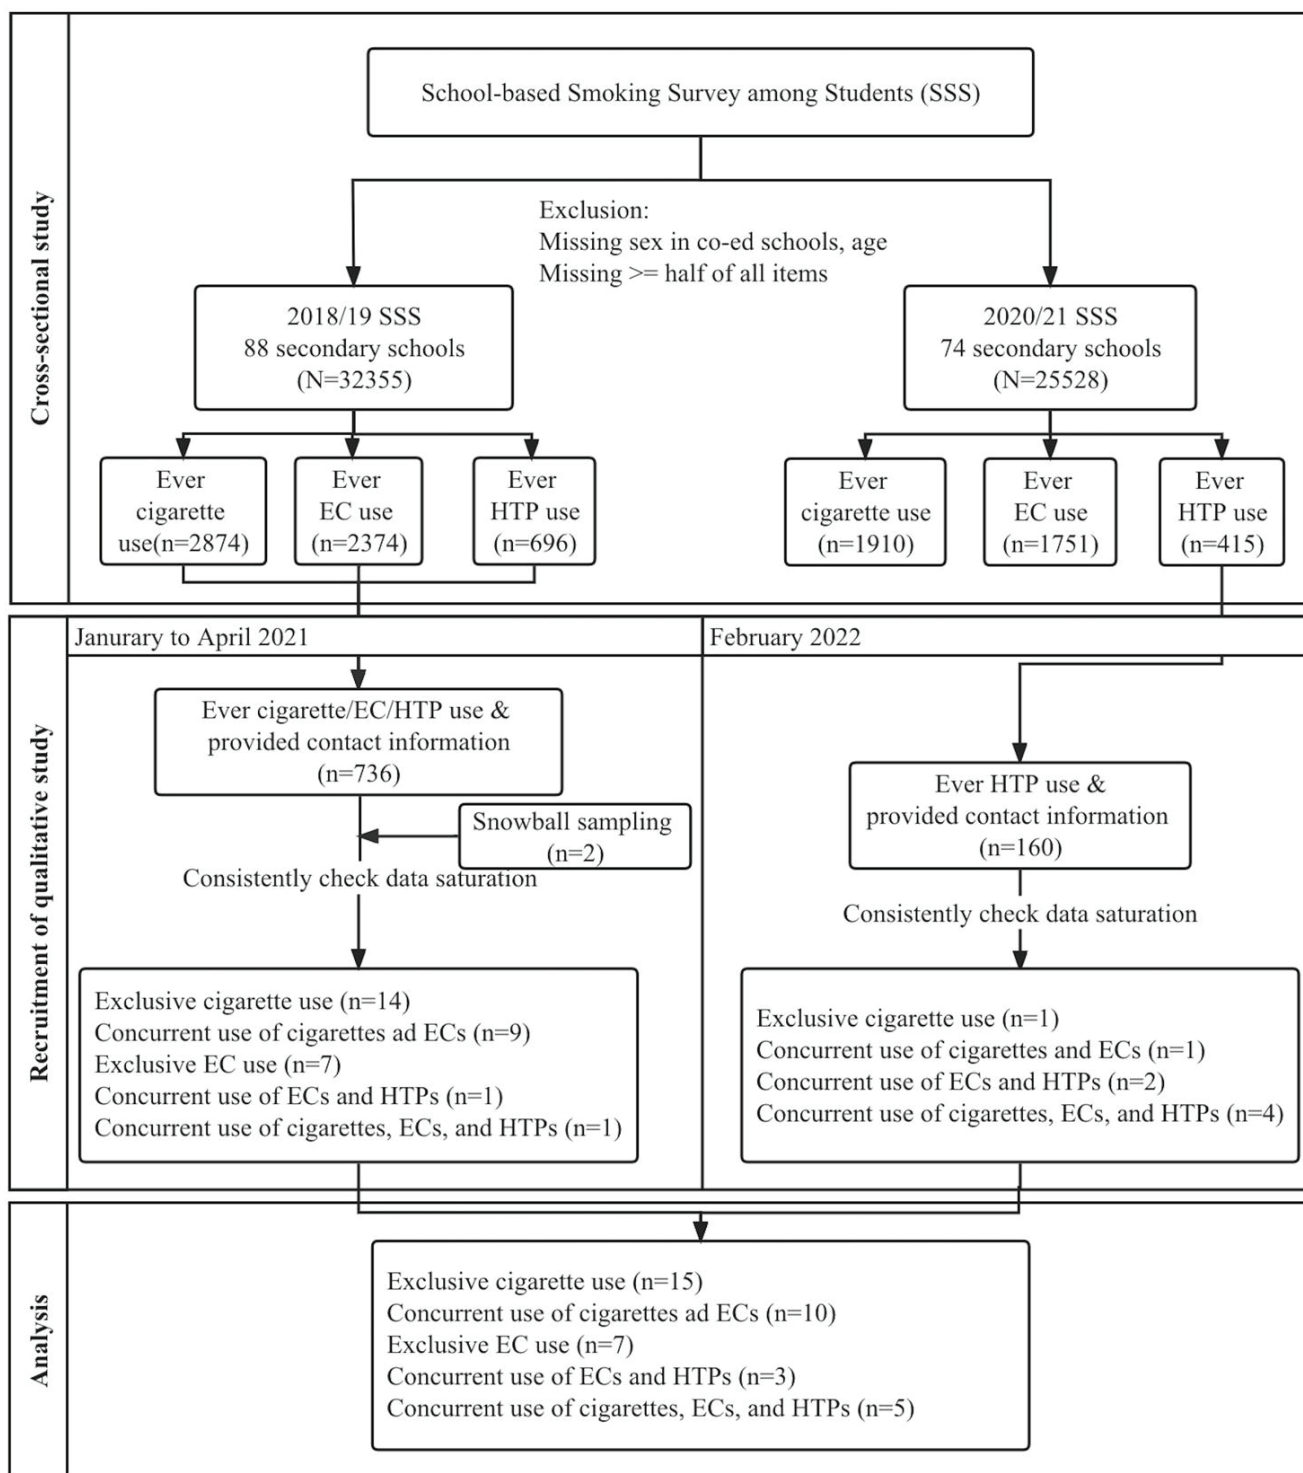 School-based Smoking Survey among Students (SSS)
Cross-sectional study
Exclusion:
Missing sex in co-ed schools, age
Missing >= half of all items
2018/19 SSS
88 secondary schools
(N=32355)
2020/21 SSS
74 secondary schools
(N=25528)
Ever
cigarette
use(n=2874)
Ever
EC use
(n=2374)
Ever
HTP use
(n=696)
Ever
cigarette use
(n=1910)
Ever
EC use
(n=1751)
Ever
HTP use
(n=415)
Recruitment of qualitative study
Janurary to April 2021
Ever cigarette/EC/HTP use &
provided contact information
(n=736)
Snowball sampling
(n=2)
Consistently check data saturation
Exclusive cigarette use (n=14)
Concurrent use of cigarettes ad ECs (n=9)
Exclusive EC use (n=7)
Concurrent use of ECs and HTPs (n=1)
Concurrent use of cigarettes, ECs, and HTPs (n=1)
February 2022
Ever HTP use &
provided contact information
(n=160)
Consistently check data saturation
Exclusive cigarette use (n=1)
Concurrent use of cigarettes and ECs (n=1)
Concurrent use of ECs and HTPs (n=2)
Concurrent use of cigarettes, ECs, and HTPs (n=4)
Analysis
Exclusive cigarette use (n=15)
Concurrent use of cigarettes ad ECs (n=10)
Exclusive EC use (n=7)
Concurrent use of ECs and HTPs (n=3)
Concurrent use of cigarettes, ECs, and HTPs (n=5)